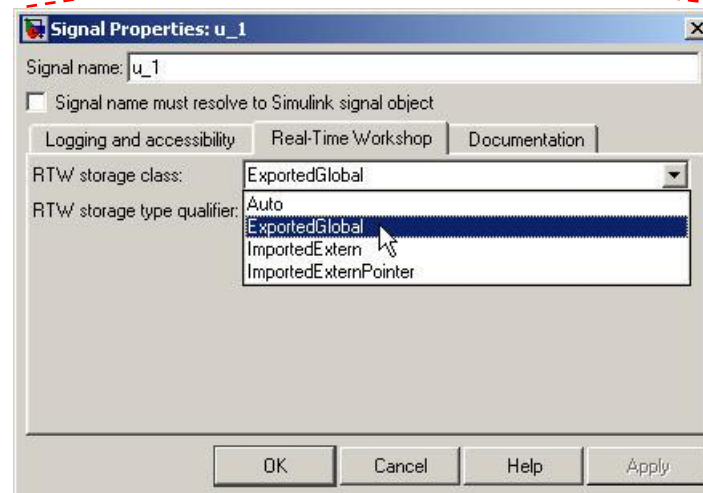 Signal Properties: u_1
Signal name: u_1
Signal name must resolve to Simulink signal object
Logging and accessibility Real-Time Workshop Documentation
RTW storage class: ExportedGlobal
RTW storage type qualifier: Auto
ExportedGlobal
ImportedExtern
ImportedExternPointer
OK Cancel Help Apply